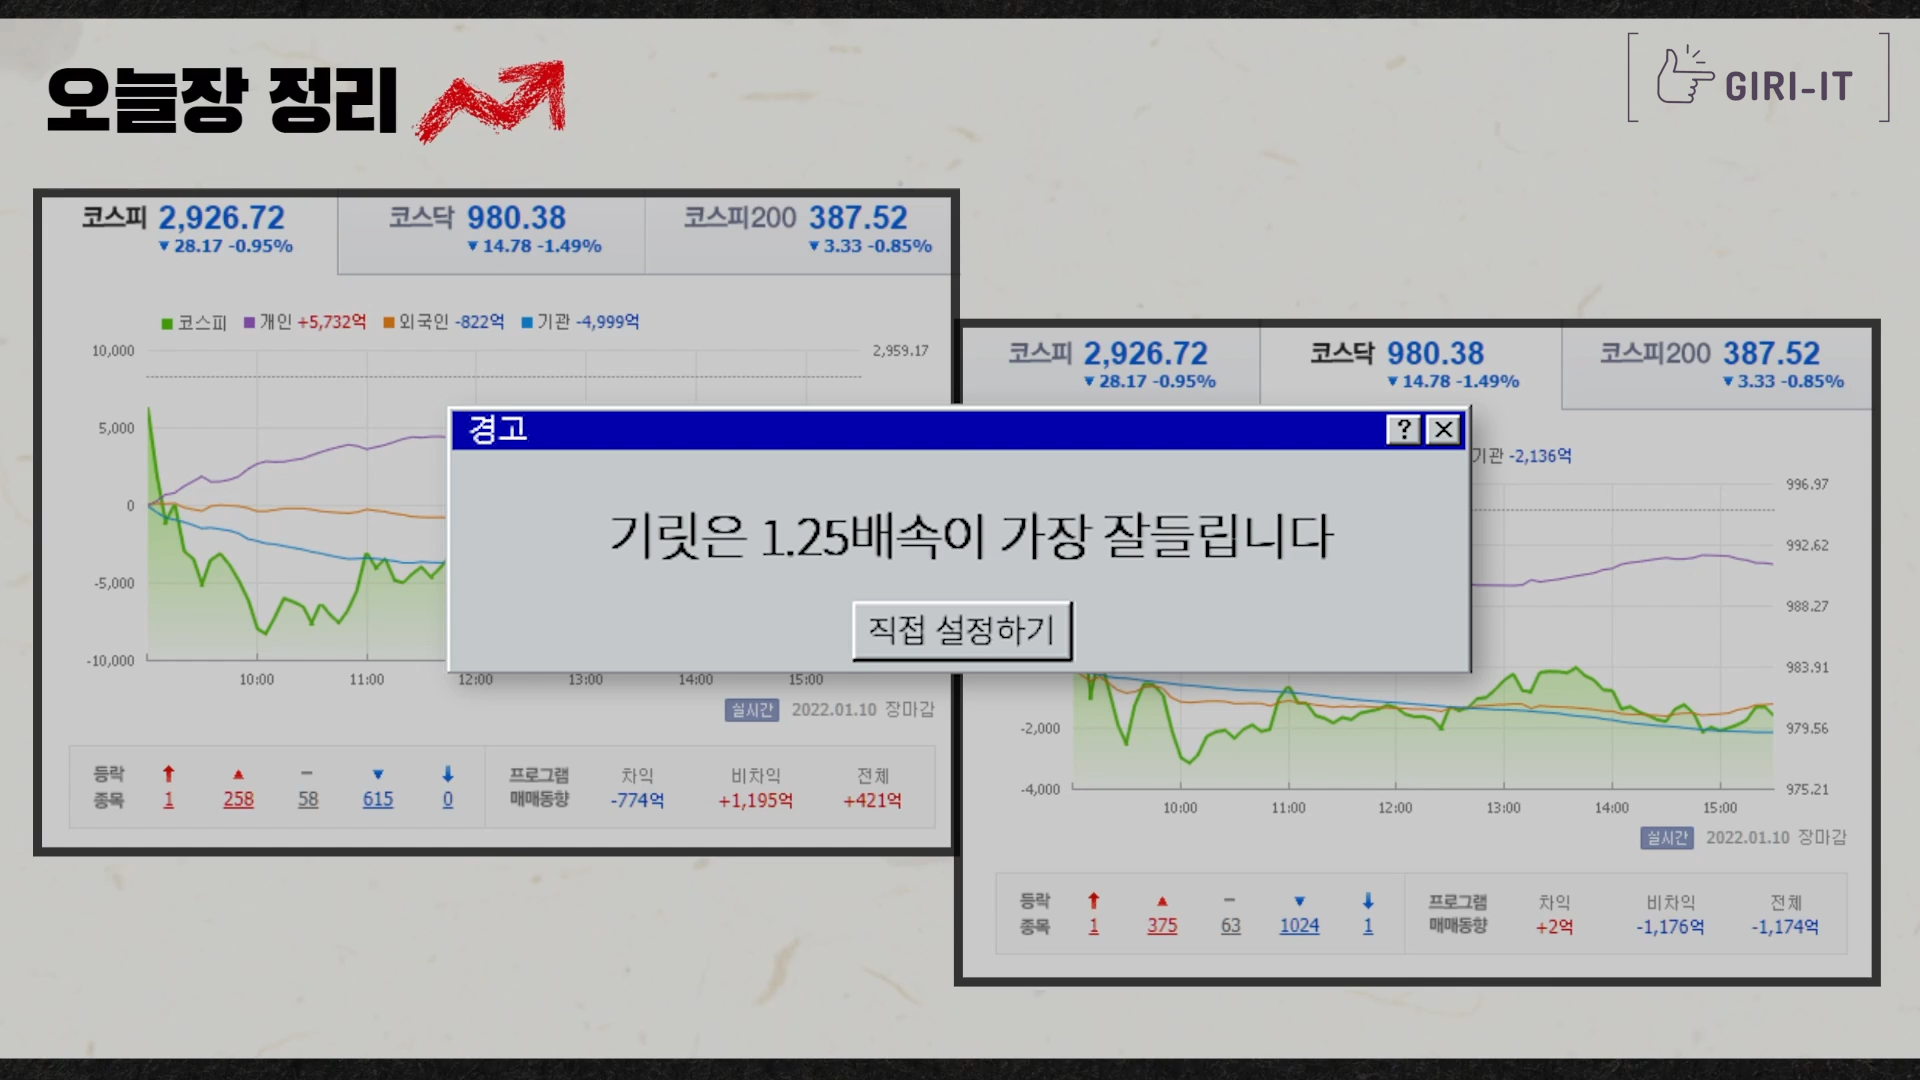 오늘장 정리
GIRI-IT
코스피 2,926.72
▼28.17 -0.95%
코스닥 980.38
▼14.78 -1.49%
코스피200 387.52
▼3.33 -0.85%
코스피 개인 +5,732억 외국인 -822억 기관 -4,999억
10,000
5,000
0
-5,000
-10,000
2,959.17
10:00 11:00 12:00 13:00 14:00 15:00
실시간 2022.01.10 장마감
등락
종목
1 258 58 615 0
프로그램
매매동향
차익 비차익 전체
-774억 +1,195억 +421억
코스피 2,926.72
▼28.17 -0.95%
코스닥 980.38
▼14.78 -1.49%
코스피200 387.52
▼3.33 -0.85%
기관 -2,136억
996.97
992.62
988.27
983.91
979.56
975.21
-2,000
-4,000
10:00 11:00 12:00 13:00 14:00 15:00
실시간 2022.01.10 장마감
등락
종목
1 375 63 1024 1
프로그램
매매동향
차익 비차익 전체
+2억 -1,176억 -1,174억
경고
?
기릿은 1.25배속이 가장 잘들립니다
직접 설정하기